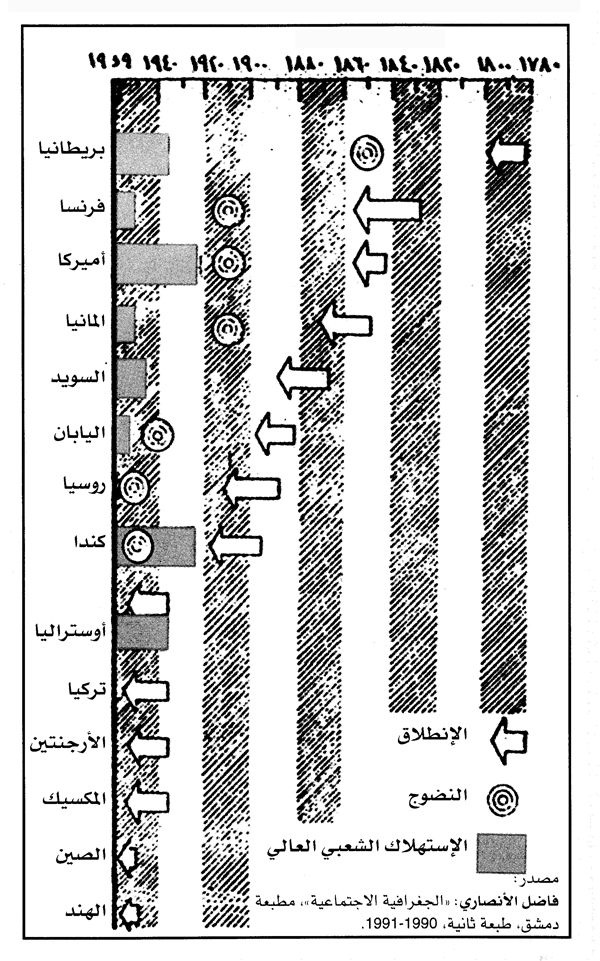 ١٧٨٠ ١٨٠٠ ١٨٢٠ ١٨٤٠ ١٨٦٠ ١٨٨٠ ١٩٠٠ ١٩٢٠ ١٩٤٠ ١٩٥٩
بريطانيا
فرنسا
أميركا
المانيا
السويد
اليابان
روسيا
كندا
أوستراليا
تركيا
الأرجنتين
المكسيك
الصين
الهند
الإنطلاق
النضوج
الإستهلاك الشعبي العالي
مصدر:
فاضل الأنصاري: «الجغرافية الاجتماعية»، مطبعة
دمشق، طبعة ثانية، 1990-1991.